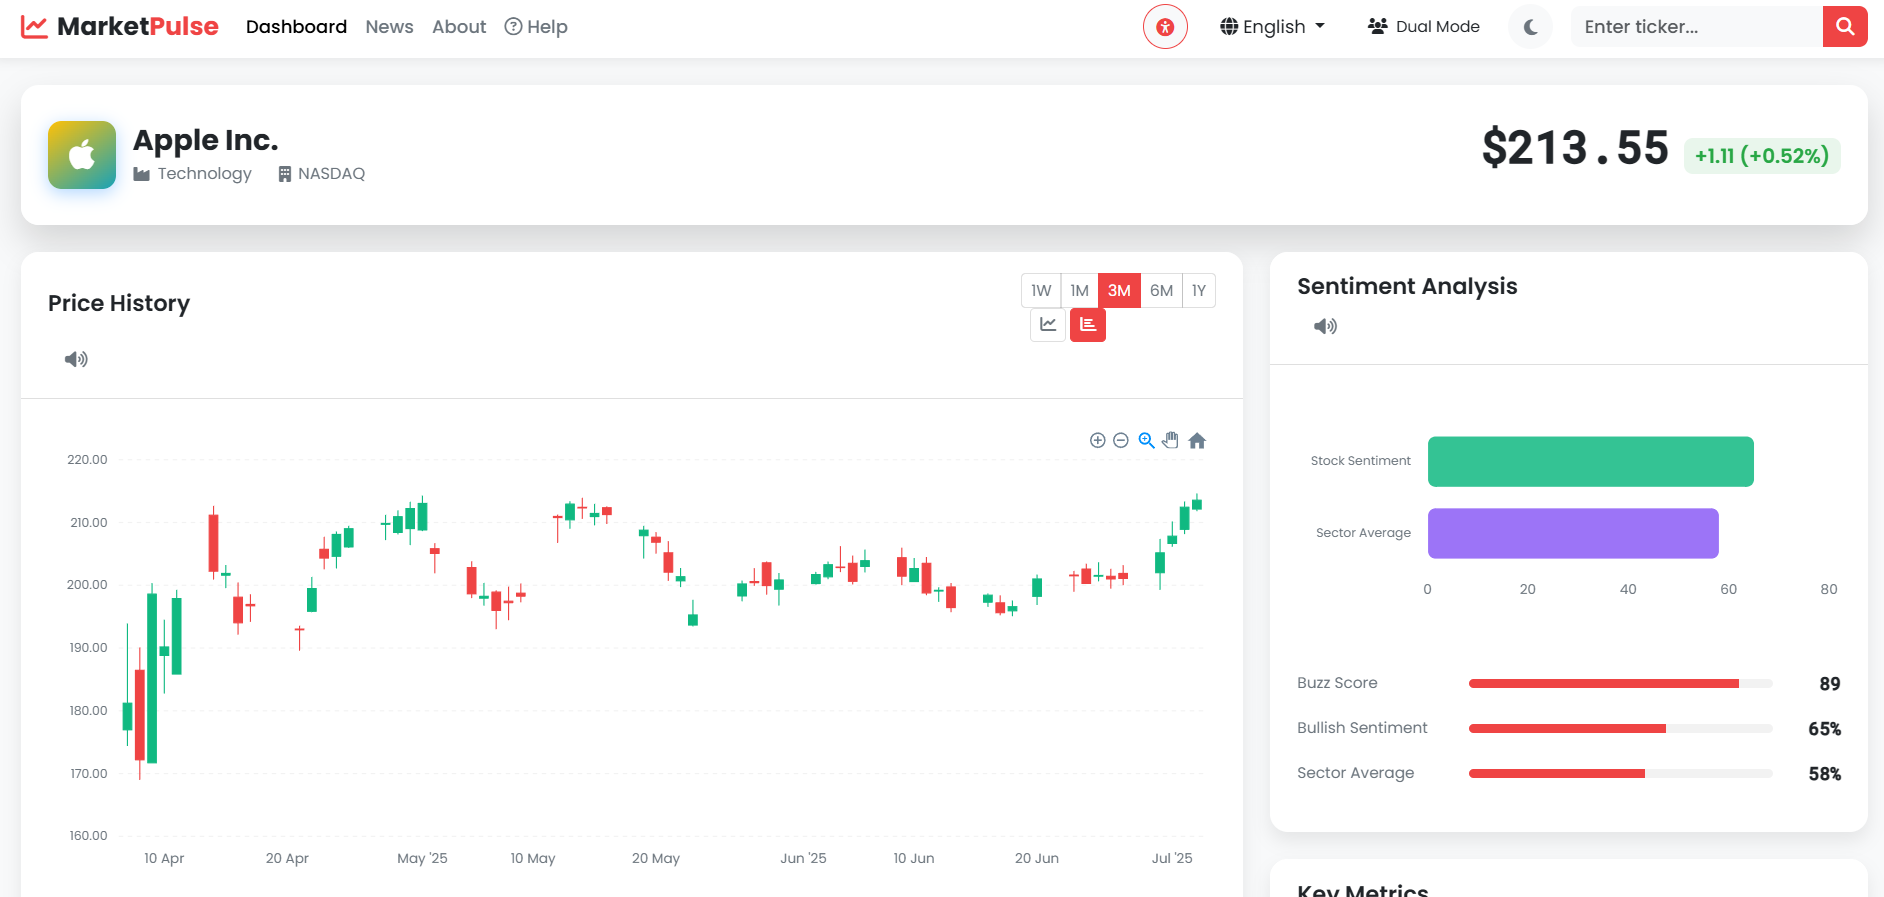 MarketPulse Dashboard News About Help English Dual Mode Enter ticker...
Apple Inc.
Technology NASDAQ
$213.55 +1.11 (+0.52%)
Price History
1W 1M 3M 6M 1Y
220.00
210.00
200.00
190.00
180.00
170.00
160.00
10 Apr 20 Apr May '25 10 May 20 May Jun '25 10 Jun 20 Jun Jul '25
Sentiment Analysis
Stock Sentiment
Sector Average
0 20 40 60 80
Buzz Score 89
Bullish Sentiment 65%
Sector Average 58%
Key Metrics